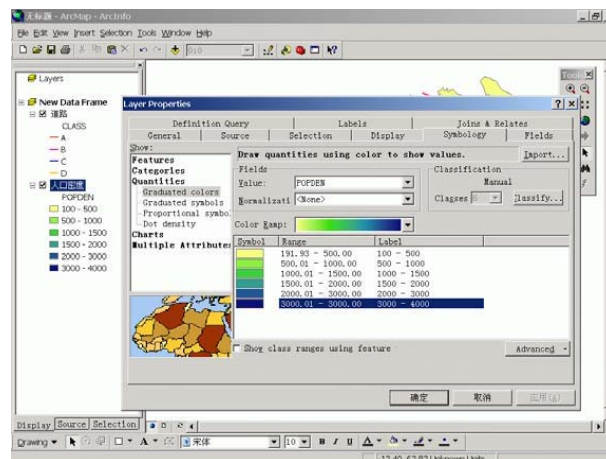 无标题 - ArcMap - ArcInfo
File Edit View Insert Selection Tools Window Help
Layers
New Data Frame
道路
CLASS
A
B
C
D
人口密度
POPDEN
100 - 500
500 - 1000
1000 - 1500
1500 - 2000
2000 - 3000
3000 - 4000
Layer Properties
Definition Query Labels Joins & Relates
General Source Selection Display Symbology Fields
Show:
Features
Categories
Quantities
Graduated colors
Graduated symbols
Proportional symbo
Dot density
Charts
Multiple Attribute
Draw quantities using color to show values.
Import...
Fields
Value: POPDEN
Normalizati <None>
Classification
Manual
Classes 6
Classify...
Color Ramp:
Symbol Range Label
191.93 - 500.00 100 - 500
500.01 - 1000.00 500 - 1000
1000.01 - 1500.00 1000 - 1500
1500.01 - 2000.00 1500 - 2000
2000.01 - 3000.00 2000 - 3000
3000.01 - 4000.00 3000 - 4000
Show class ranges using feature
Advanced
确定 取消 应用(A)
Display Source Selection
Drawing 宋体 10 B I U A